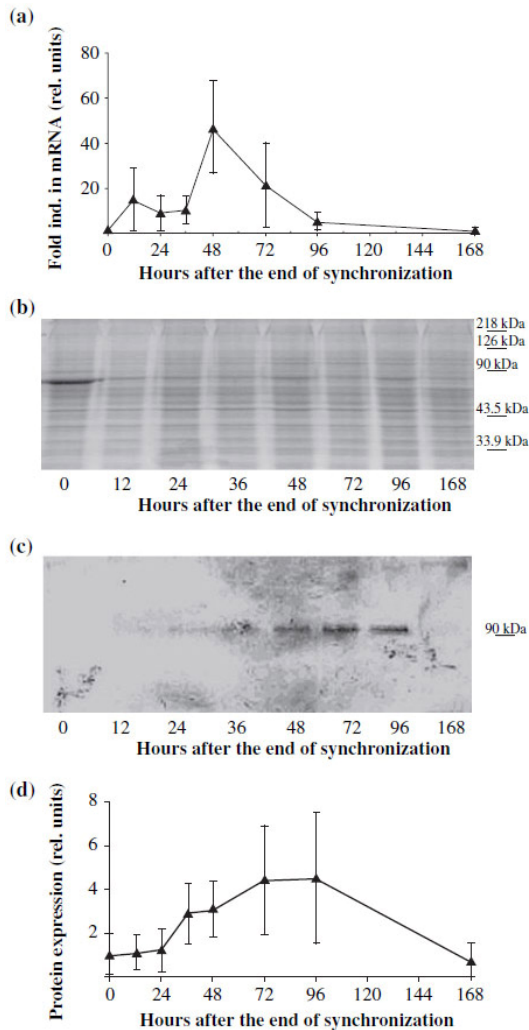 (a)
Fold ind. in mRNA (rel. units)
80
60
40
20
0 12 24 36 48 72 96 120 144 168
Hours after the end of synchronization
(b)
218 kDa
126 kDa
90 kDa
43.5 kDa
33.9 kDa
0 12 24 36 48 72 96 168
Hours after the end of synchronization
(c)
90 kDa
0 12 24 36 48 72 96 168
Hours after the end of synchronization
(d)
Protein expression (rel. units)
8
6
4
2
0 24 48 72 96 120 144 168
Hours after the end of synchronization